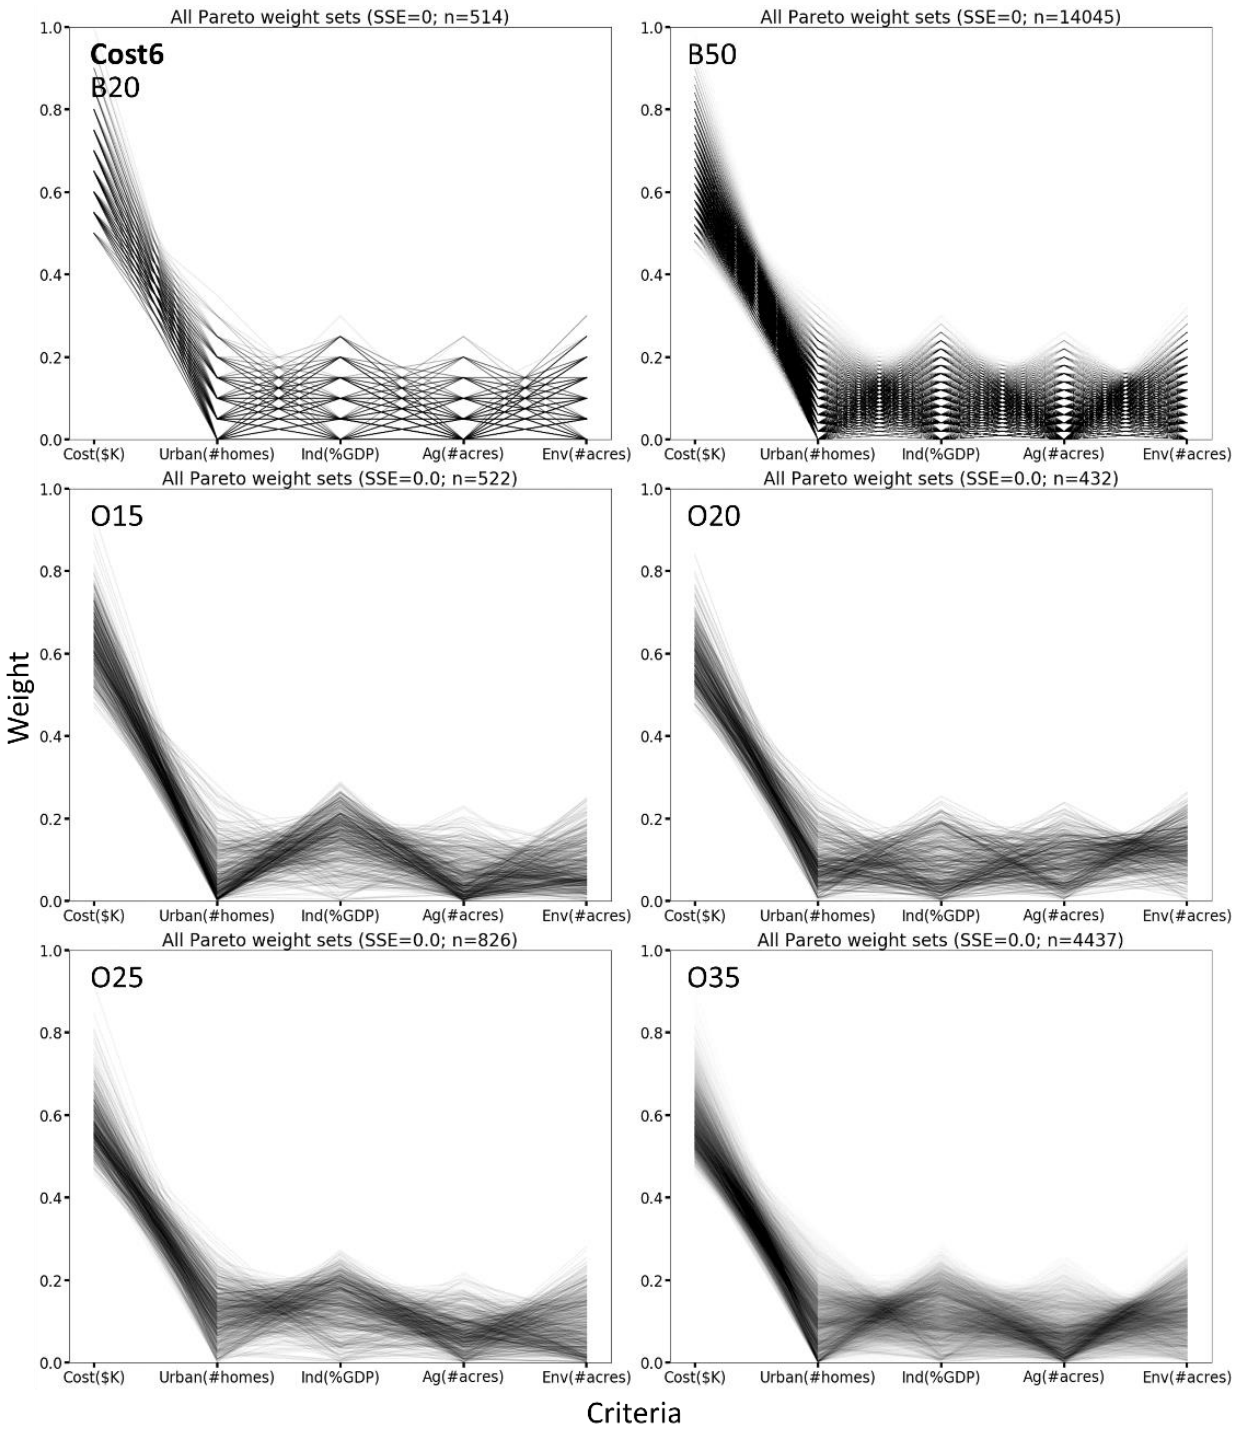 All Pareto weight sets (SSE=0; n=514)
All Pareto weight sets (SSE=0; n=14045)
Cost6
B20
B50
1.0
0.8
0.6
0.4
0.2
0.0
Cost($K) Urban(#homes) Ind(%GDP) Ag(#acres) Env(#acres)
1.0
0.8
0.6
0.4
0.2
0.0
Cost($K) Urban(#homes) Ind(%GDP) Ag(#acres) Env(#acres)
All Pareto weight sets (SSE=0.0; n=522)
All Pareto weight sets (SSE=0.0; n=432)
O15
O20
1.0
0.8
0.6
0.4
0.2
0.0
Cost($K) Urban(#homes) Ind(%GDP) Ag(#acres) Env(#acres)
1.0
0.8
0.6
0.4
0.2
0.0
Cost($K) Urban(#homes) Ind(%GDP) Ag(#acres) Env(#acres)
Weight
All Pareto weight sets (SSE=0.0; n=826)
All Pareto weight sets (SSE=0.0; n=4437)
O25
O35
1.0
0.8
0.6
0.4
0.2
0.0
Cost($K) Urban(#homes) Ind(%GDP) Ag(#acres) Env(#acres)
1.0
0.8
0.6
0.4
0.2
0.0
Cost($K) Urban(#homes) Ind(%GDP) Ag(#acres) Env(#acres)
Criteria